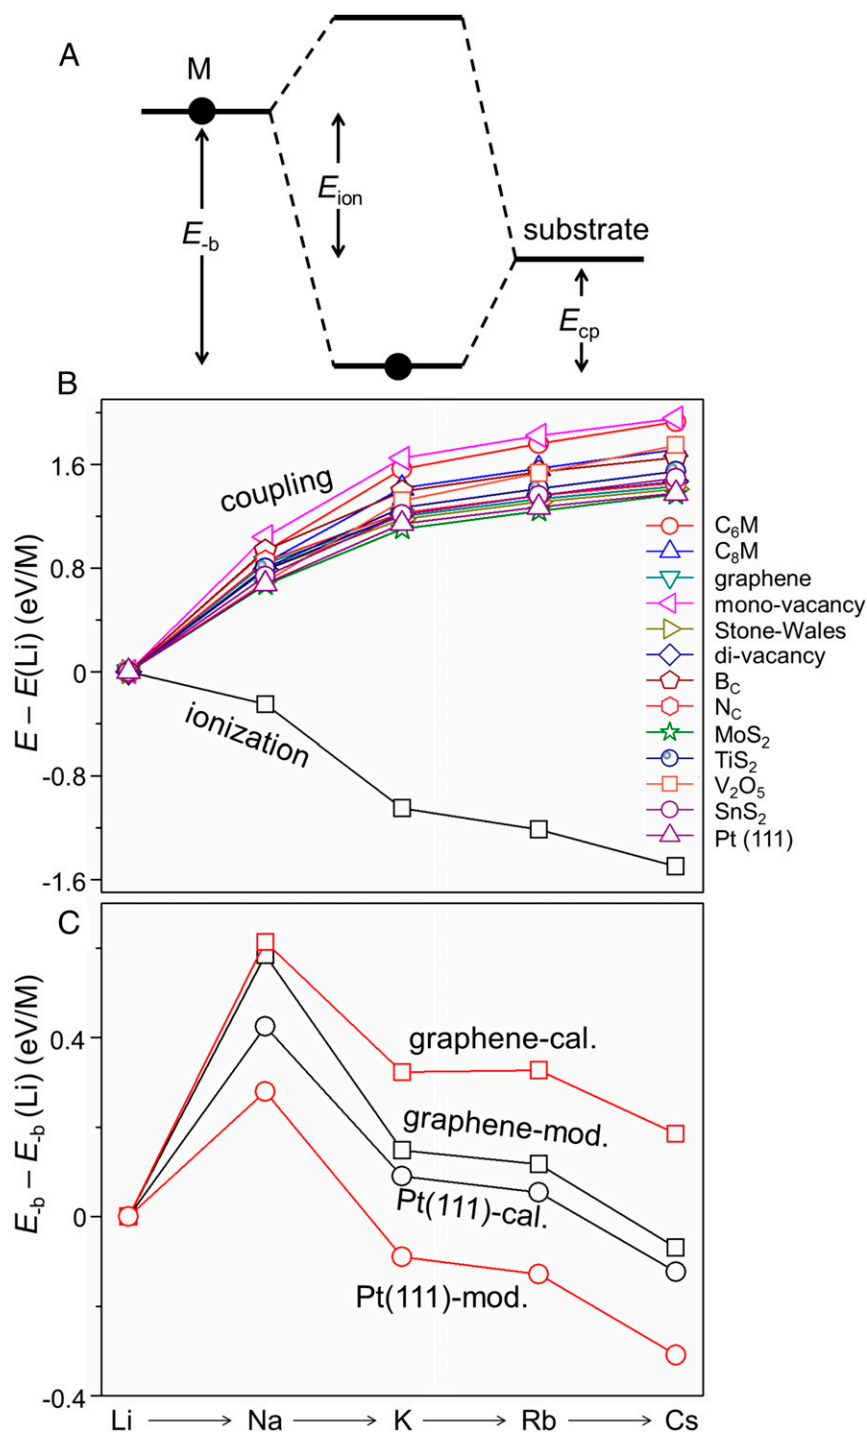 A
M
E-b
Eion
substrate
Ecp
B
E – E(Li) (eV/M)
1.6
0.8
0
-0.8
-1.6
coupling
ionization
C6M
C8M
graphene
mono-vacancy
Stone-Wales
di-vacancy
BC
NC
MoS2
TiS2
V2O5
SnS2
Pt (111)
C
E-b – E-b (Li) (eV/M)
0.4
0
-0.4
graphene-cal.
graphene-mod.
Pt(111)-cal.
Pt(111)-mod.
Li → Na → K → Rb → Cs